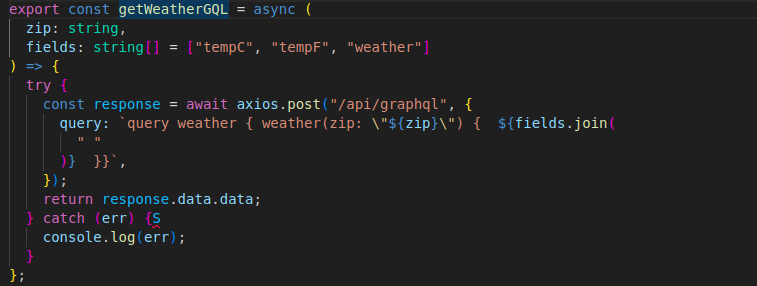 export const getWeatherGQL = async (
  zip: string,
  fields: string[] = ["tempC", "tempF", "weather"]
) => {
  try {
    const response = await axios.post("/api/graphql", {
      query: `query weather { weather(zip: \"${zip}\") {  ${fields.join(
        " "
      )}  }}`,
    });
    return response.data.data;
  } catch (err) {S
    console.log(err);
  }
};